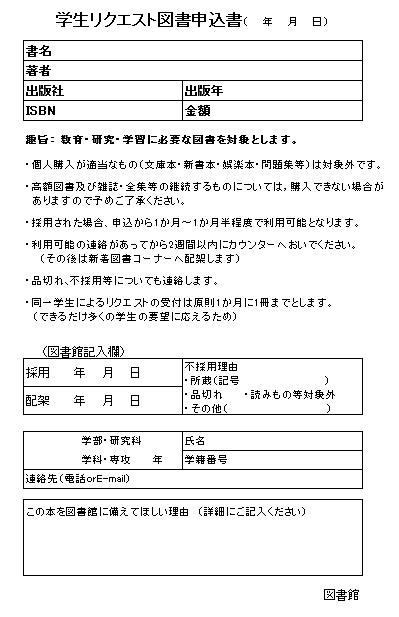 学生リクエスト図書申込書(　年　月　日)
書名
著者
出版社　出版年
ISBN　金額
趣旨：教育・研究・学習に必要な図書を対象とします。
・個人購入が適当なもの(文庫本・新書本・娯楽本・問題集等)は対象外です。
・高額図書及び雑誌・全集等の継続するものについては，購入できない場合が
ありますので予めご了承ください。
・採用された場合、申込から1か月～1か月半程度で利用可能となります。
・利用可能の連絡があってから2週間以内にカウンターへおいでください。
(その後は新着図書コーナーへ配架します)
・品切れ、不採用等についても連絡します。
・同一学生によるリクエストの受付は原則1か月に1冊までとします。
(できるだけ多くの学生の要望に応えるため)
(図書館記入欄)
採用　年　月　日
配架　年　月　日
不採用理由
・所蔵(記号　　　)
・品切れ　・読みもの等対象外
・その他(　　　)
学部・研究科　氏名
学科・専攻　年　学籍番号
連絡先(電話orE-mail)
この本を図書館に備えてほしい理由　(詳細にご記入ください)
図書館